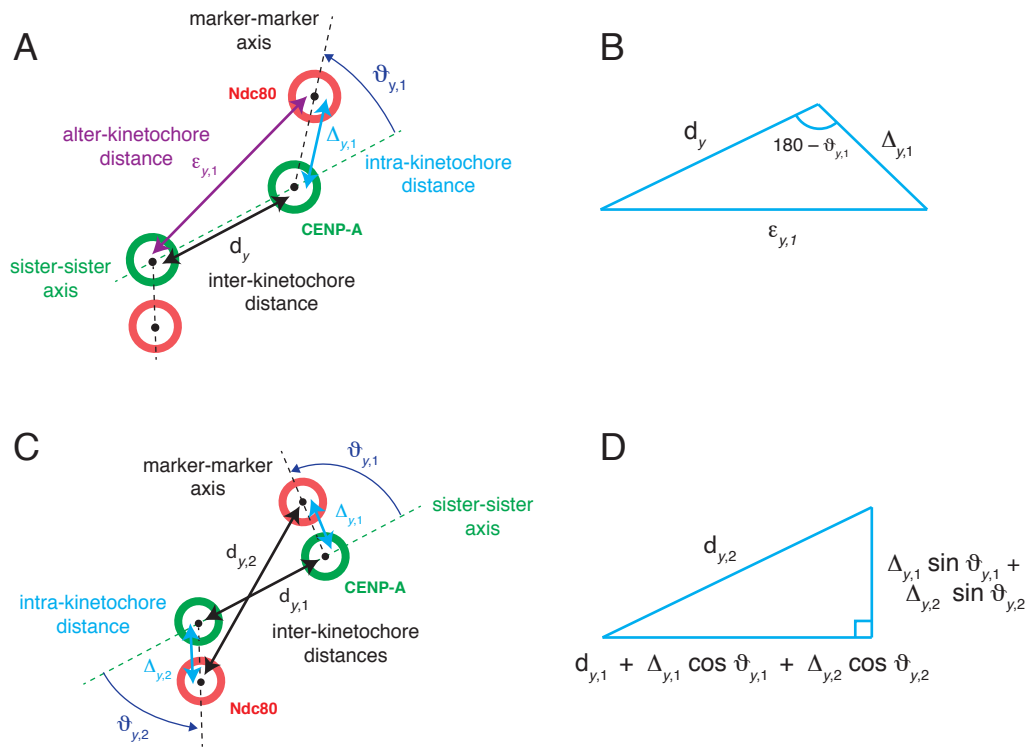 A
marker-marker
axis
ϑy,1
Ndc80
alter-kinetochore
distance
εy,1
Δy,1
intra-kinetochore
distance
CENP-A
dy
sister-sister
axis
inter-kinetochore
distance
B
dy
180 – ϑy,1
Δy,1
εy,1
C
marker-marker
axis
ϑy,1
Δy,1
sister-sister
axis
dy,2
CENP-A
dy,1
intra-kinetochore
distance
inter-kinetochore
distances
Δy,2
Ndc80
ϑy,2
D
dy,2
Δy,1 sin ϑy,1 +
Δy,2 sin ϑy,2
dy,1 + Δy,1 cos ϑy,1 + Δy,2 cos ϑy,2